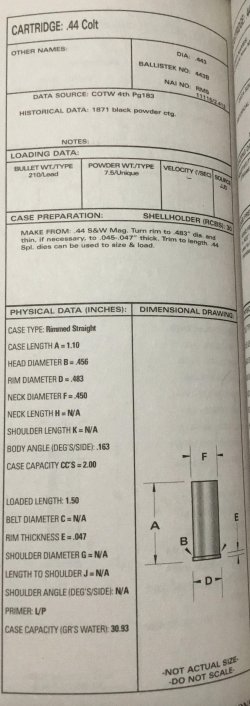 CARTRIDGE: .44 Colt
OTHER NAMES:
DIA: .443
BALLISTEK NO: 443B
NAI NO: RMB
DATA SOURCE: COTW 4th Pg183
HISTORICAL DATA: 1871 black powder ctg.
NOTES:
LOADING DATA:
BULLET WT./TYPE POWDER WT./TYPE VELOCITY ('/SEC) SOURCE
210/Lead 7.5/Unique – JJD
CASE PREPARATION: SHELLHOLDER (RCBS): 30
MAKE FROM: .44 S&W Mag. Turn rim to .483" dia. and
thin, if necessary, to .045-.047" thick. Trim to length. .44
Spl. dies can be used to size & load.
PHYSICAL DATA (INCHES):
CASE TYPE: Rimmed Straight
CASE LENGTH A = 1.10
HEAD DIAMETER B = .456
RIM DIAMETER D = .483
NECK DIAMETER F = .450
NECK LENGTH H = N/A
SHOULDER LENGTH K = N/A
BODY ANGLE (DEG'S/SIDE): .163
CASE CAPACITY CC'S = 2.00
LOADED LENGTH: 1.50
BELT DIAMETER C = N/A
RIM THICKNESS E = .047
SHOULDER DIAMETER G = N/A
LENGTH TO SHOULDER J = N/A
SHOULDER ANGLE (DEG'S/SIDE): N/A
PRIMER: L/P
CASE CAPACITY (GR'S WATER): 30.93
DIMENSIONAL DRAWING:
F
A
E
B
D
-NOT ACTUAL SIZE-
-DO NOT SCALE-